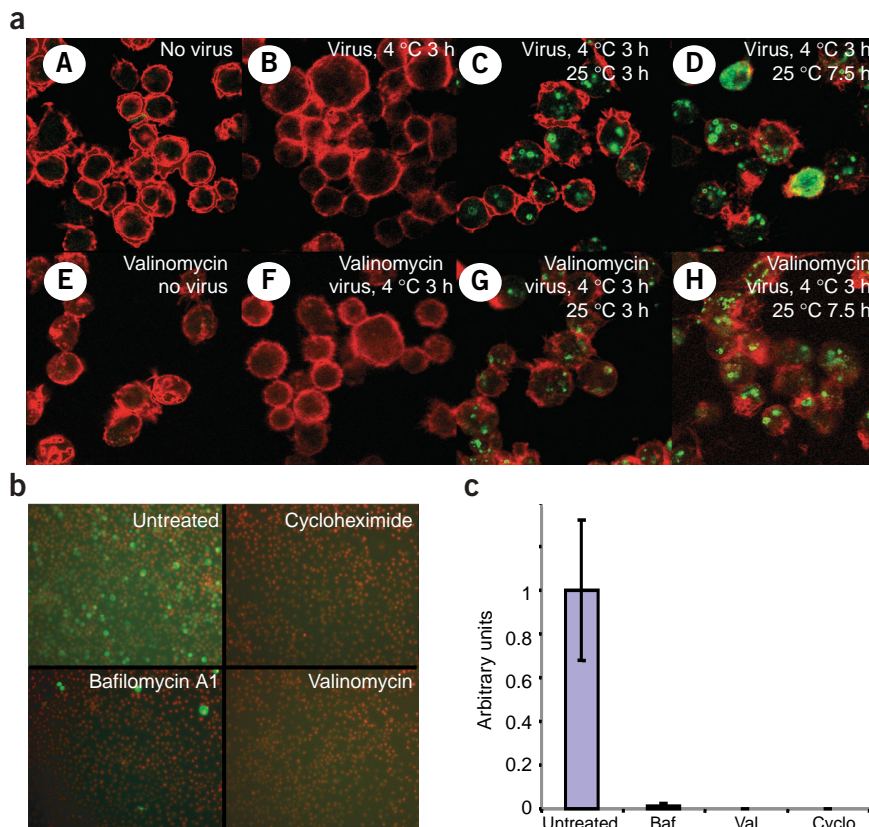 a
A
No virus
B
Virus, 4 °C 3 h
C
Virus, 4 °C 3 h
25 °C 3 h
D
Virus, 4 °C 3 h
25 °C 7.5 h
E
Valinomycin
no virus
F
Valinomycin
virus, 4 °C 3 h
G
Valinomycin
virus, 4 °C 3 h
25 °C 3 h
H
Valinomycin
virus, 4 °C 3 h
25 °C 7.5 h
b
Untreated
Cycloheximide
Bafilomycin A1
Valinomycin
c
Arbitrary units
1
0.8
0.6
0.4
0.2
0
Untreated
Baf
Val
Cyclo